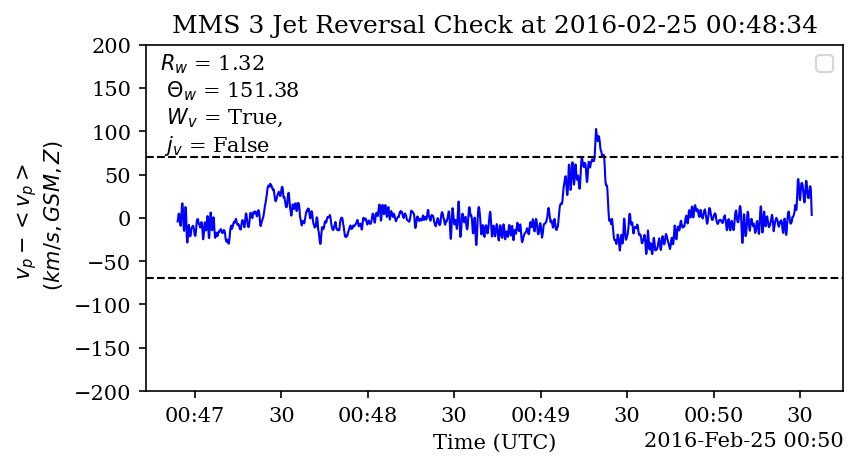 MMS 3 Jet Reversal Check at 2016-02-25 00:48:34
200
150
100
50
0
−50
−100
−150
−200
v_p − < v_p >
(km/s, GSM, Z)
R_w = 1.32
Θ_w = 151.38
W_v = True,
j_v = False
00:47 30 00:48 30 00:49 30 00:50 30
Time (UTC)
2016-Feb-25 00:50